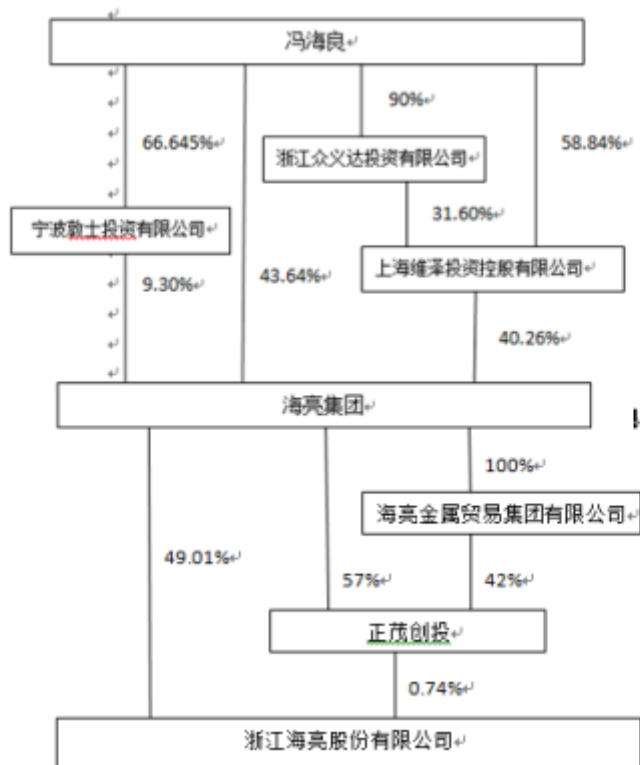 冯海良
90%
66.645%
58.84%
浙江众义达投资有限公司
31.60%
宁波敦士投资有限公司
上海维泽投资控股有限公司
9.30%
43.64%
40.26%
海亮集团
100%
海亮金属贸易集团有限公司
49.01%
57%
42%
正茂创投
0.74%
浙江海亮股份有限公司